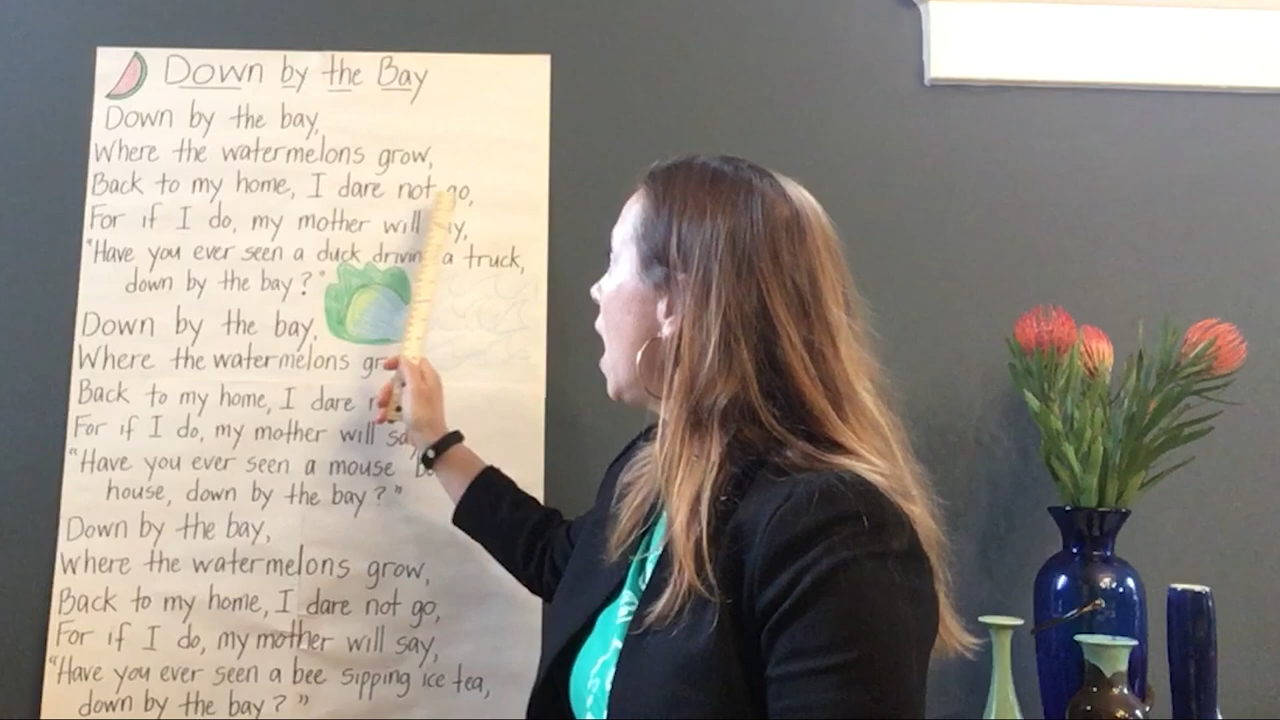 Down by the Bay
Down by the bay,
Where the watermelons grow,
Back to my home, I dare not go,
For if I do, my mother will
"Have you ever seen a duck a truck,
down by the bay?"
Down by the bay,
Where the watermelons
Back to my home, I dare
For if I do, my mother will
"Have you ever seen a mouse
house, down by the bay?"
Down by the bay,
Where the watermelons grow,
Back to my home, I dare not go,
For if I do, my mother will say,
"Have you ever seen a bee sipping ice tea,
down by the bay?"